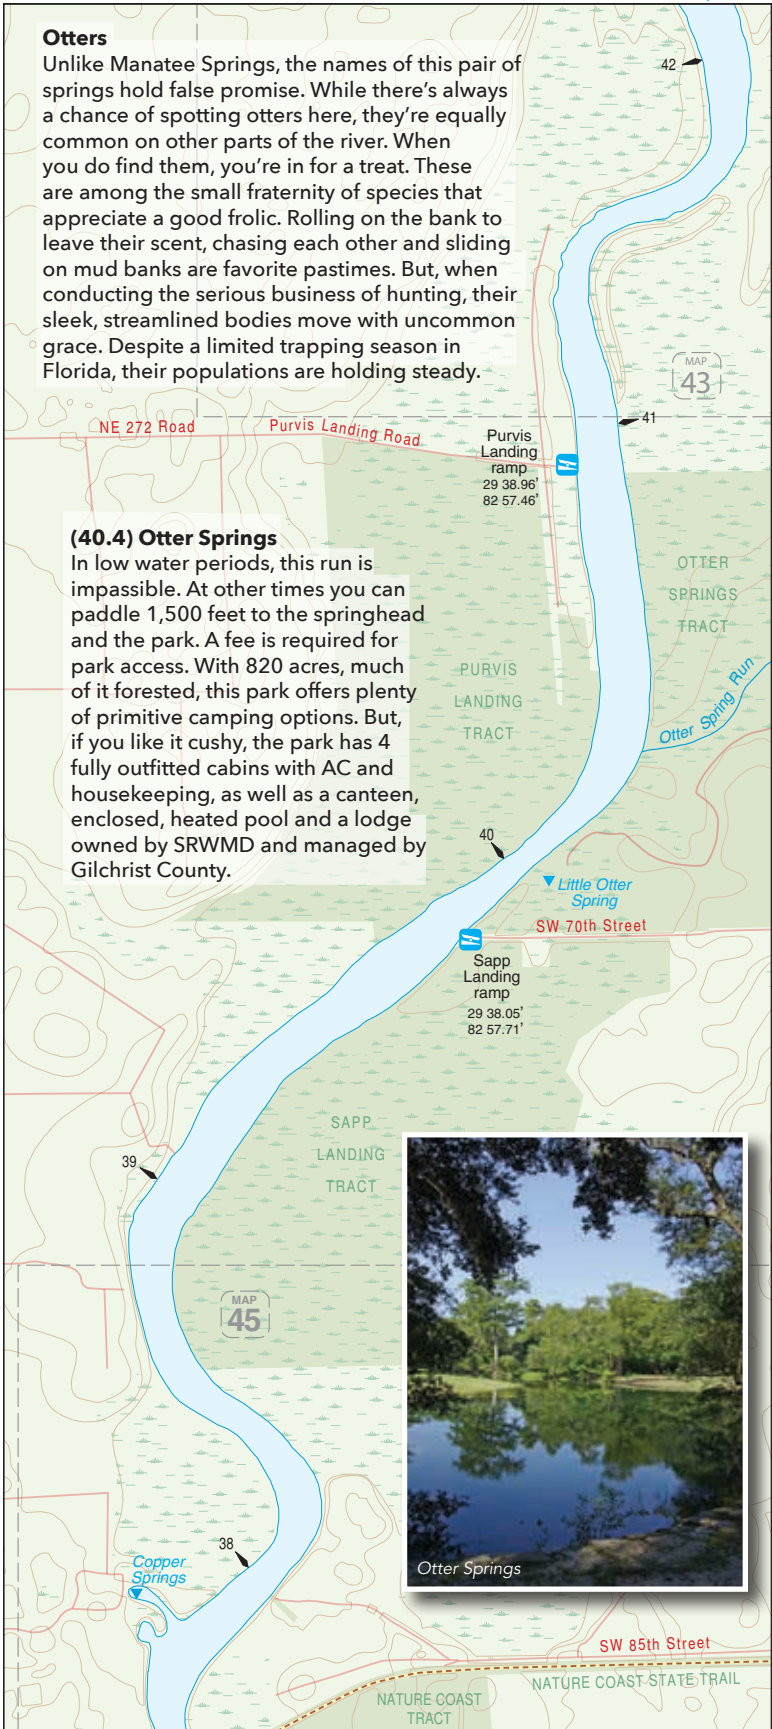 Otters
Unlike Manatee Springs, the names of this pair of
springs hold false promise. While there’s always
a chance of spotting otters here, they’re equally
common on other parts of the river. When
you do find them, you’re in for a treat. These
are among the small fraternity of species that
appreciate a good frolic. Rolling on the bank to
leave their scent, chasing each other and sliding
on mud banks are favorite pastimes. But, when
conducting the serious business of hunting, their
sleek, streamlined bodies move with uncommon
grace. Despite a limited trapping season in
Florida, their populations are holding steady.
42
MAP
43
41
NE 272 Road
Purvis Landing Road
Purvis
Landing
ramp
29 38.96’
82 57.46’
(40.4) Otter Springs
In low water periods, this run is
impassible. At other times you can
paddle 1,500 feet to the springhead
and the park. A fee is required for
park access. With 820 acres, much
of it forested, this park offers plenty
of primitive camping options. But,
if you like it cushy, the park has 4
fully outfitted cabins with AC and
housekeeping, as well as a canteen,
enclosed, heated pool and a lodge
owned by SRWMD and managed by
Gilchrist County.
OTTER
SPRINGS
TRACT
PURVIS
LANDING
TRACT
Otter Spring Run
40
Little Otter
Spring
SW 70th Street
Sapp
Landing
ramp
29 38.05’
82 57.71’
SAPP
LANDING
TRACT
39
MAP
45
38
Copper
Springs
Otter Springs
SW 85th Street
NATURE COAST STATE TRAIL
NATURE COAST
TRACT